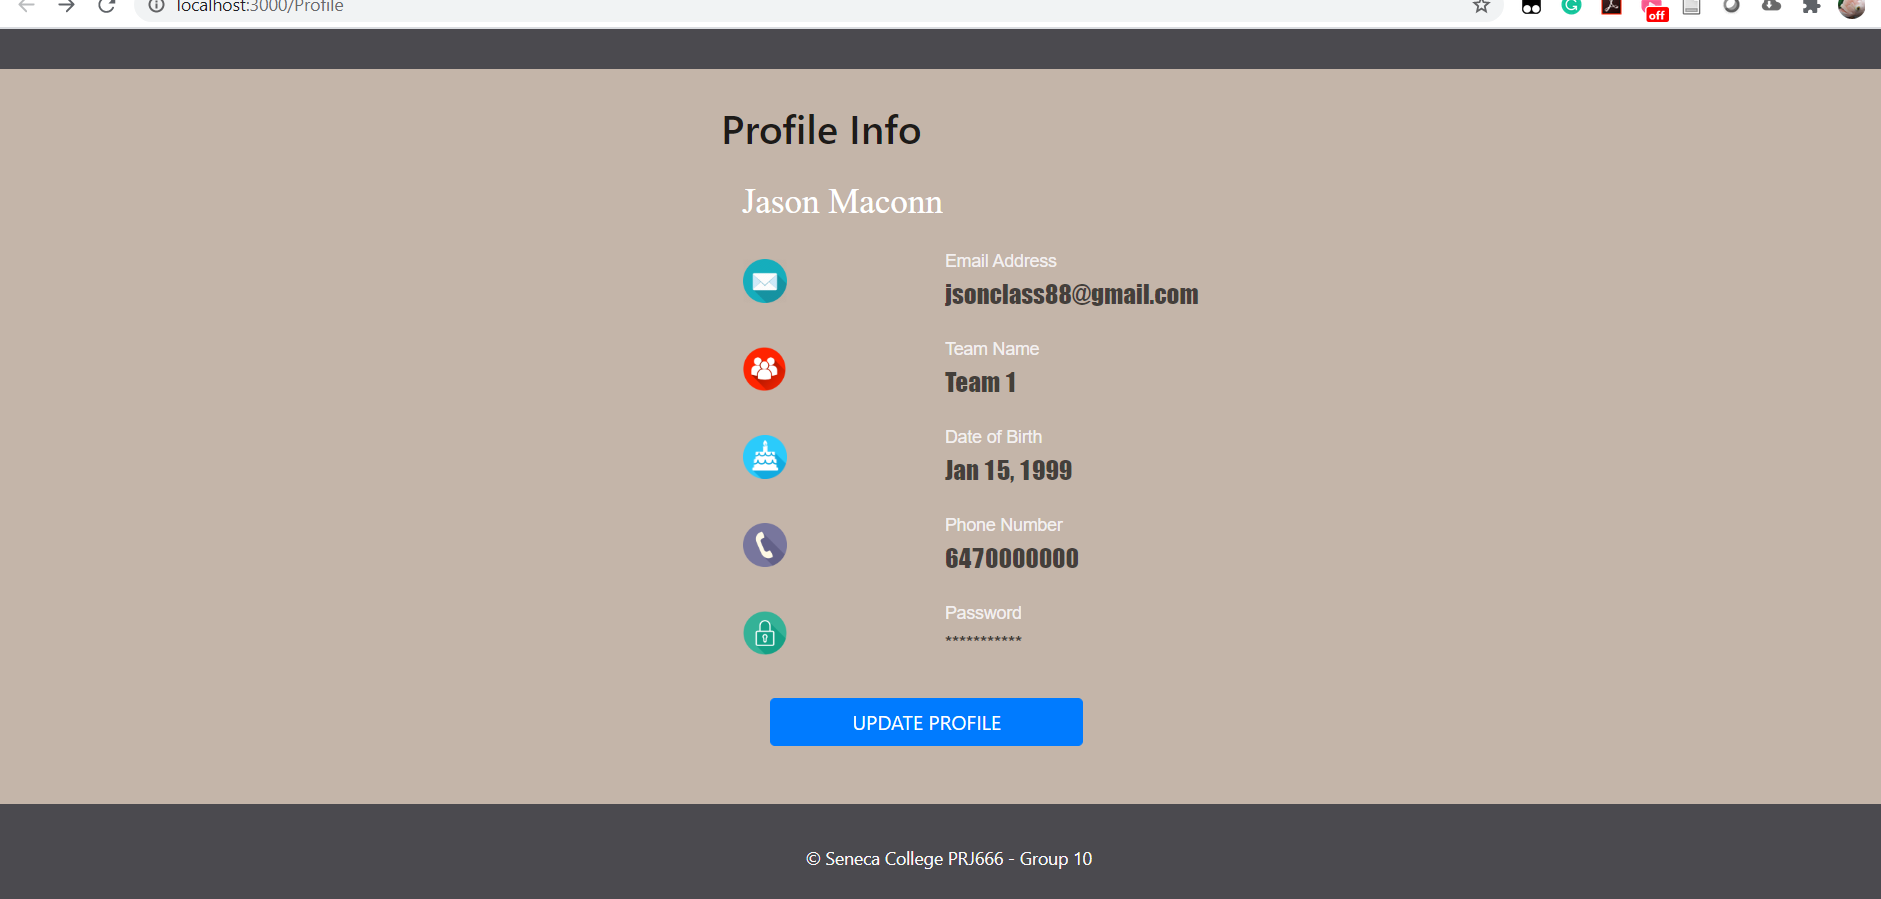 localhost:3000/Profile
off
Profile Info
Jason Maconn
Email Address
jsonclass88@gmail.com
Team Name
Team 1
Date of Birth
Jan 15, 1999
Phone Number
6470000000
Password
***********
UPDATE PROFILE
© Seneca College PRJ666 - Group 10